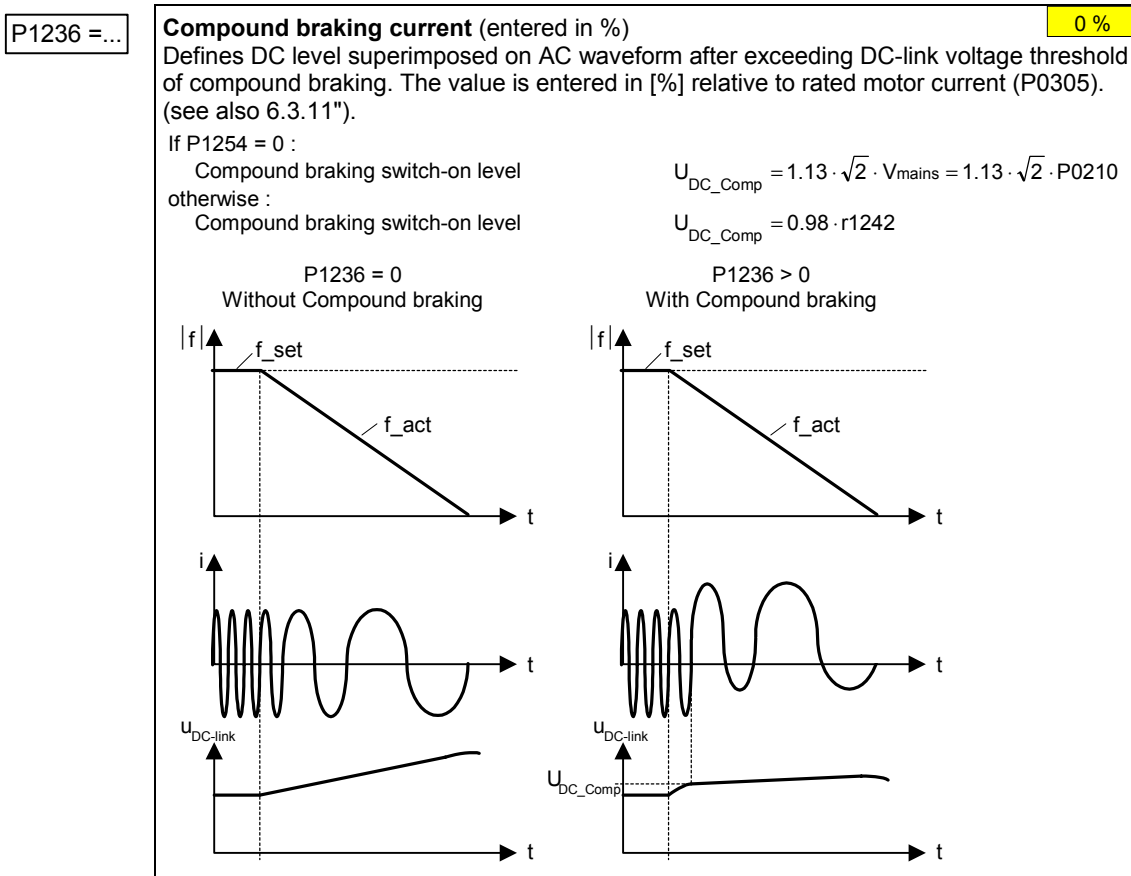 P1236 =...
Compound braking current (entered in %)
0 %
Defines DC level superimposed on AC waveform after exceeding DC-link voltage threshold
of compound braking. The value is entered in [%] relative to rated motor current (P0305).
(see also 6.3.11").
If P1254 = 0 :
Compound braking switch-on level U_DC_Comp = 1.13 · √2 · Vmains = 1.13 · √2 · P0210
otherwise :
Compound braking switch-on level U_DC_Comp = 0.98 · r1242
P1236 = 0
Without Compound braking
|f|
f_set
f_act
t
i
t
u_DC-link
t
P1236 > 0
With Compound braking
|f|
f_set
f_act
t
i
t
u_DC-link
U_DC_Comp
t